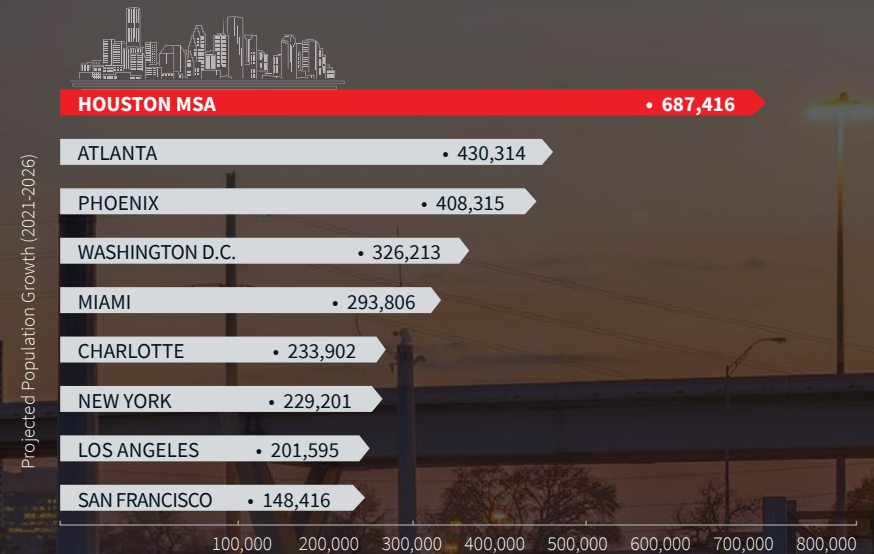 HOUSTON MSA • 687,416
ATLANTA • 430,314
PHOENIX • 408,315
WASHINGTON D.C. • 326,213
MIAMI • 293,806
CHARLOTTE • 233,902
NEW YORK • 229,201
LOS ANGELES • 201,595
SAN FRANCISCO • 148,416
Projected Population Growth (2021-2026)
100,000 200,000 300,000 400,000 500,000 600,000 700,000 800,000